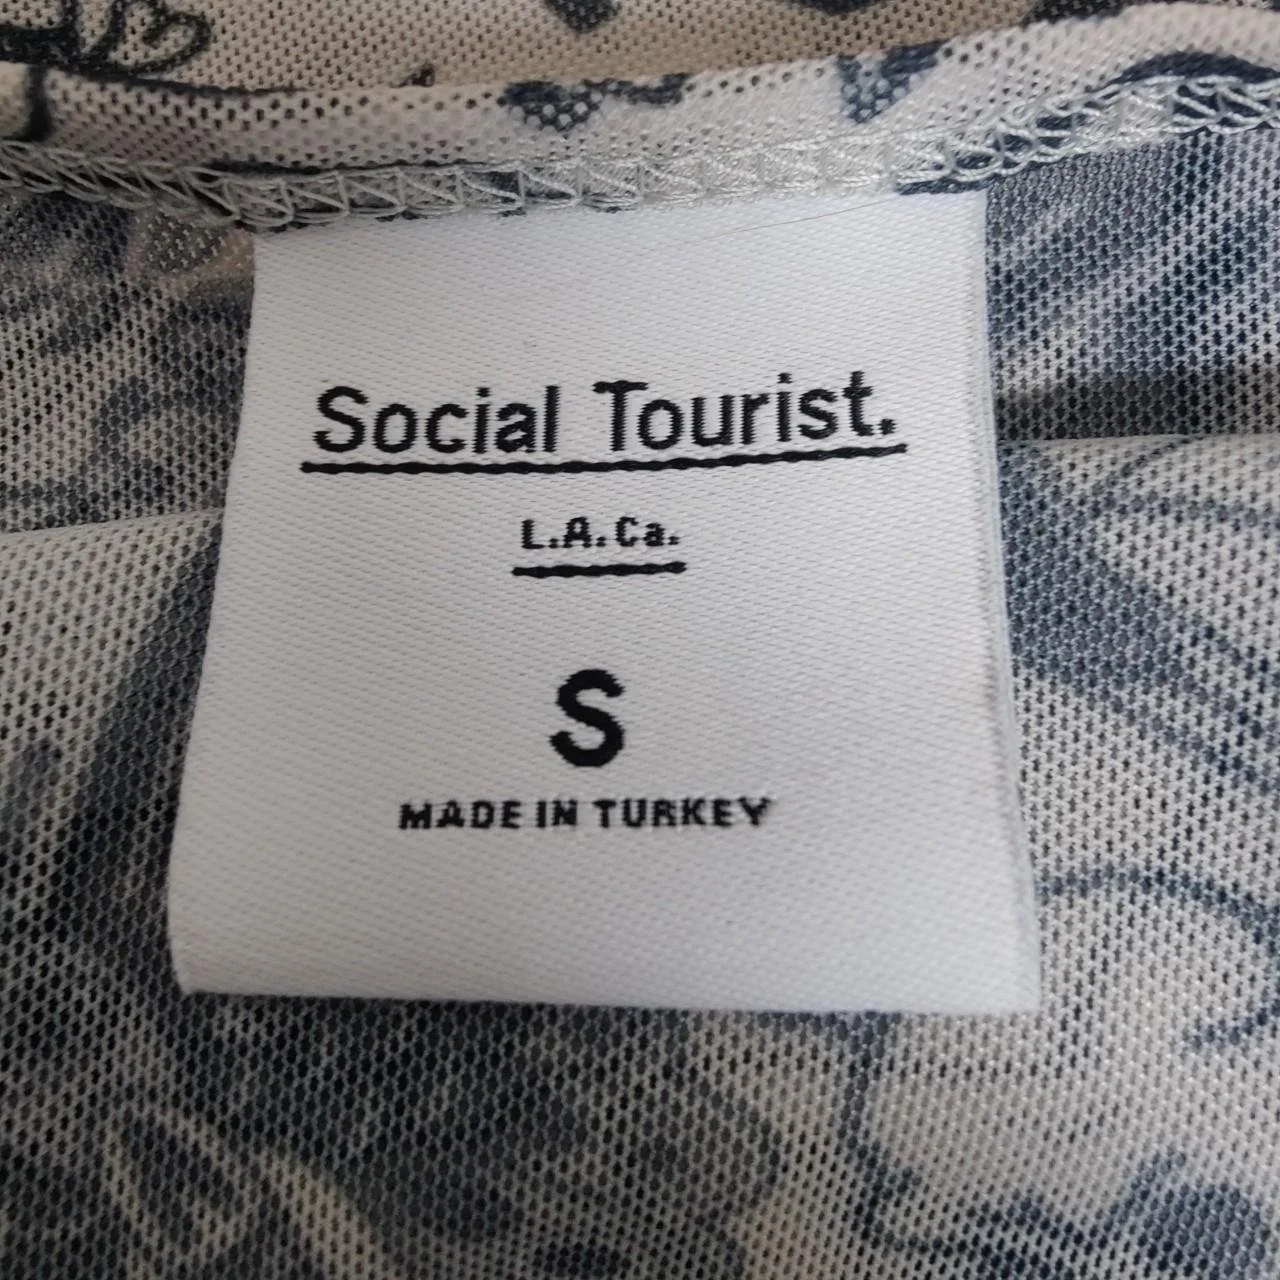 Social Tourist.
L.A.Ca.
S
MADE IN TURKEY